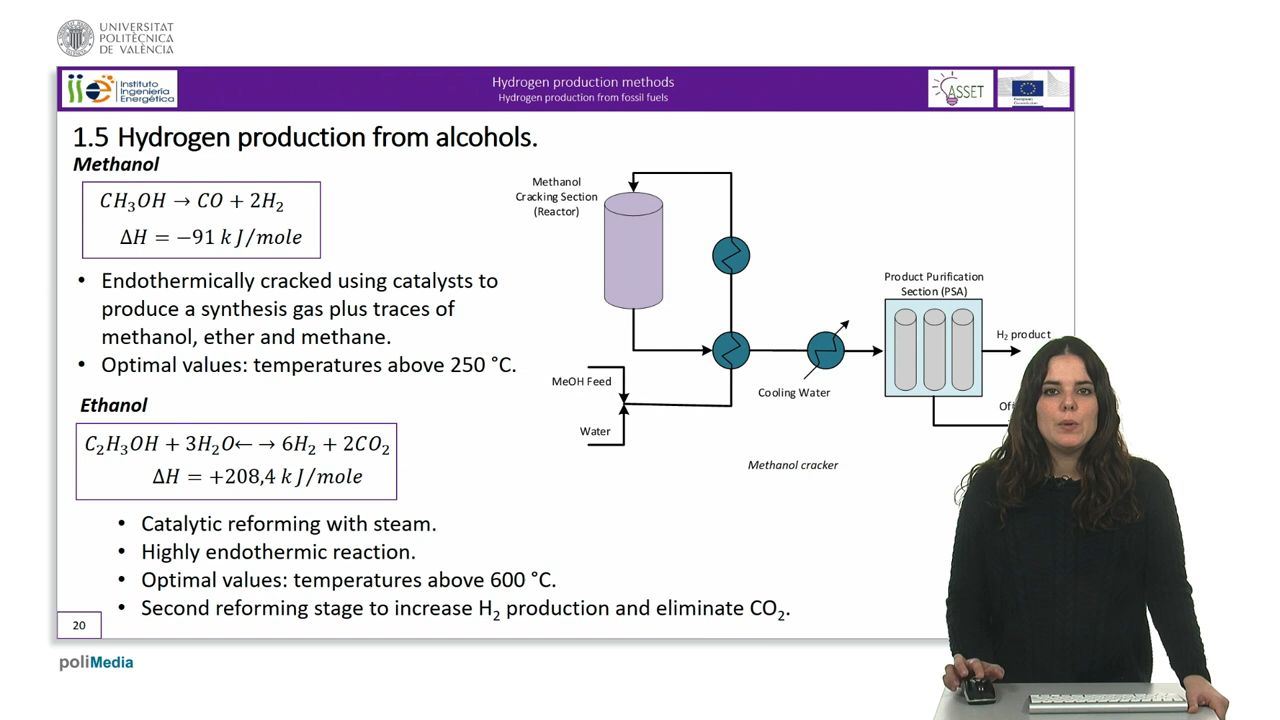 UNIVERSITAT
POLITÈCNICA
DE VALÈNCIA
iie Instituto
Ingeniería
Energética
Hydrogen production methods
Hydrogen production from fossil fuels
ASSET
1.5 Hydrogen production from alcohols.
Methanol
CH₃OH → CO + 2H₂
ΔH = −91 kJ/mole
• Endothermically cracked using catalysts to
produce a synthesis gas plus traces of
methanol, ether and methane.
• Optimal values: temperatures above 250 °C.
Ethanol
C₂H₃OH + 3H₂O← → 6H₂ + 2CO₂
ΔH = +208,4 kJ/mole
• Catalytic reforming with steam.
• Highly endothermic reaction.
• Optimal values: temperatures above 600 °C.
• Second reforming stage to increase H₂ production and eliminate CO₂.
Methanol
Cracking Section
(Reactor)
MeOH Feed
Water
Cooling Water
Product Purification
Section (PSA)
H₂ product
Methanol cracker
20
poliMedia